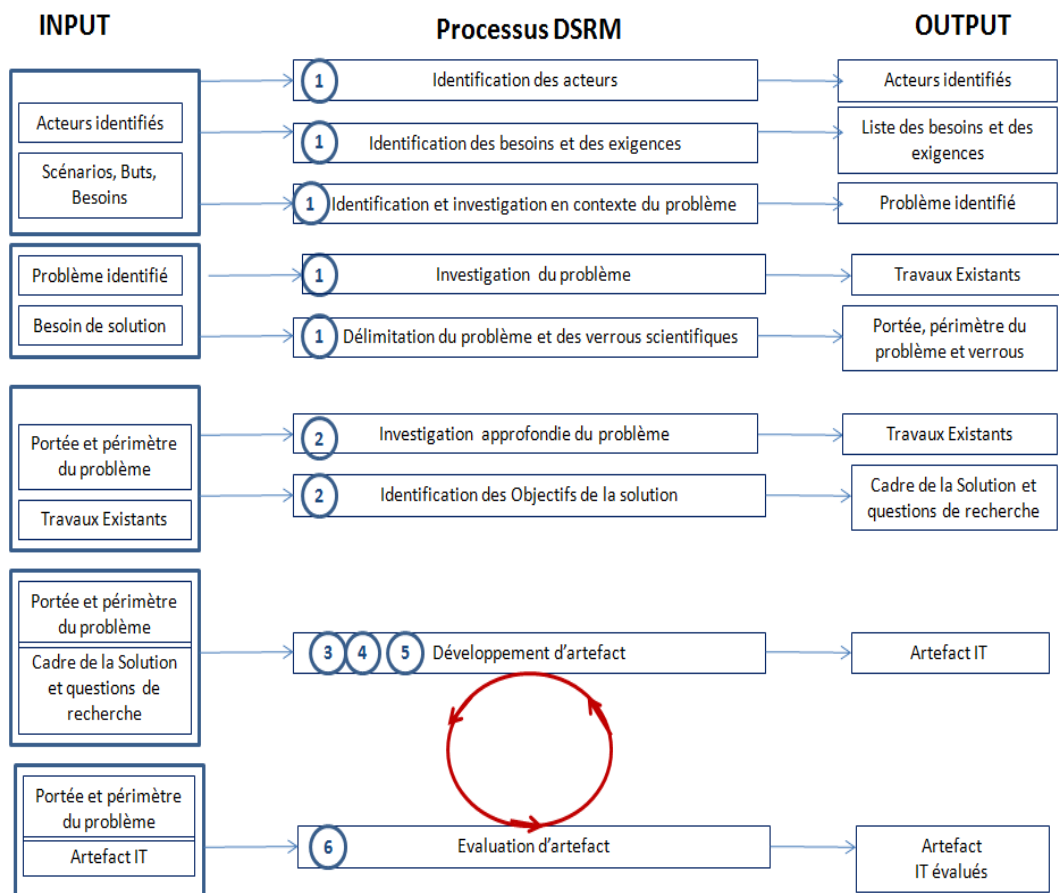 INPUT
Processus DSRM
OUTPUT
1 Identification des acteurs
Acteurs identifiés
Acteurs identifiés
1 Identification des besoins et des exigences
Liste des besoins et des
exigences
Scénarios, Buts,
Besoins
1 Identification et investigation en contexte du problème
Problème identifié
Problème identifié
1 Investigation du problème
Travaux Existants
Besoin de solution
1 Délimitation du problème et des verrous scientifiques
Portée, périmètre du
problème et verrous
Portée et périmètre
du problème
2 Investigation approfondie du problème
Travaux Existants
Travaux Existants
2 Identification des Objectifs de la solution
Cadre de la Solution et
questions de recherche
Portée et périmètre
du problème
Cadre de la Solution
et questions de
recherche
3 4 5 Développement d'artefact
Artefact IT
Portée et périmètre
du problème
Artefact IT
6 Evaluation d'artefact
Artefact
IT évalués